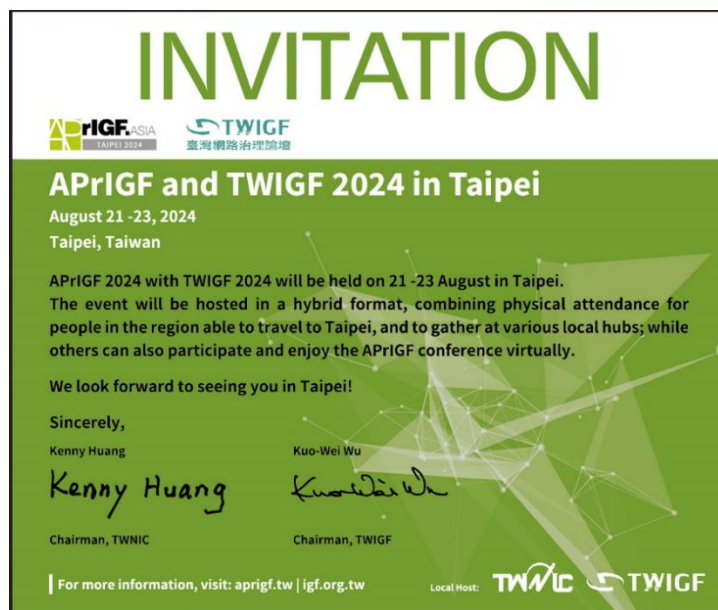 INVITATION
APrIGF.ASIA
TAIPEI 2024
TWIGF
臺灣網路治理論壇
APrIGF and TWIGF 2024 in Taipei
August 21 -23, 2024
Taipei, Taiwan
APrIGF 2024 with TWIGF 2024 will be held on 21 -23 August in Taipei.
The event will be hosted in a hybrid format, combining physical attendance for
people in the region able to travel to Taipei, and to gather at various local hubs; while
others can also participate and enjoy the APrIGF conference virtually.
We look forward to seeing you in Taipei!
Sincerely,
Kenny Huang
Kuo-Wei Wu
Kenny Huang
Kuo Wei Wu
Chairman, TWNIC
Chairman, TWIGF
For more information, visit: aprigf.tw | igf.org.tw
Local Host:
TWNIC
TWIGF